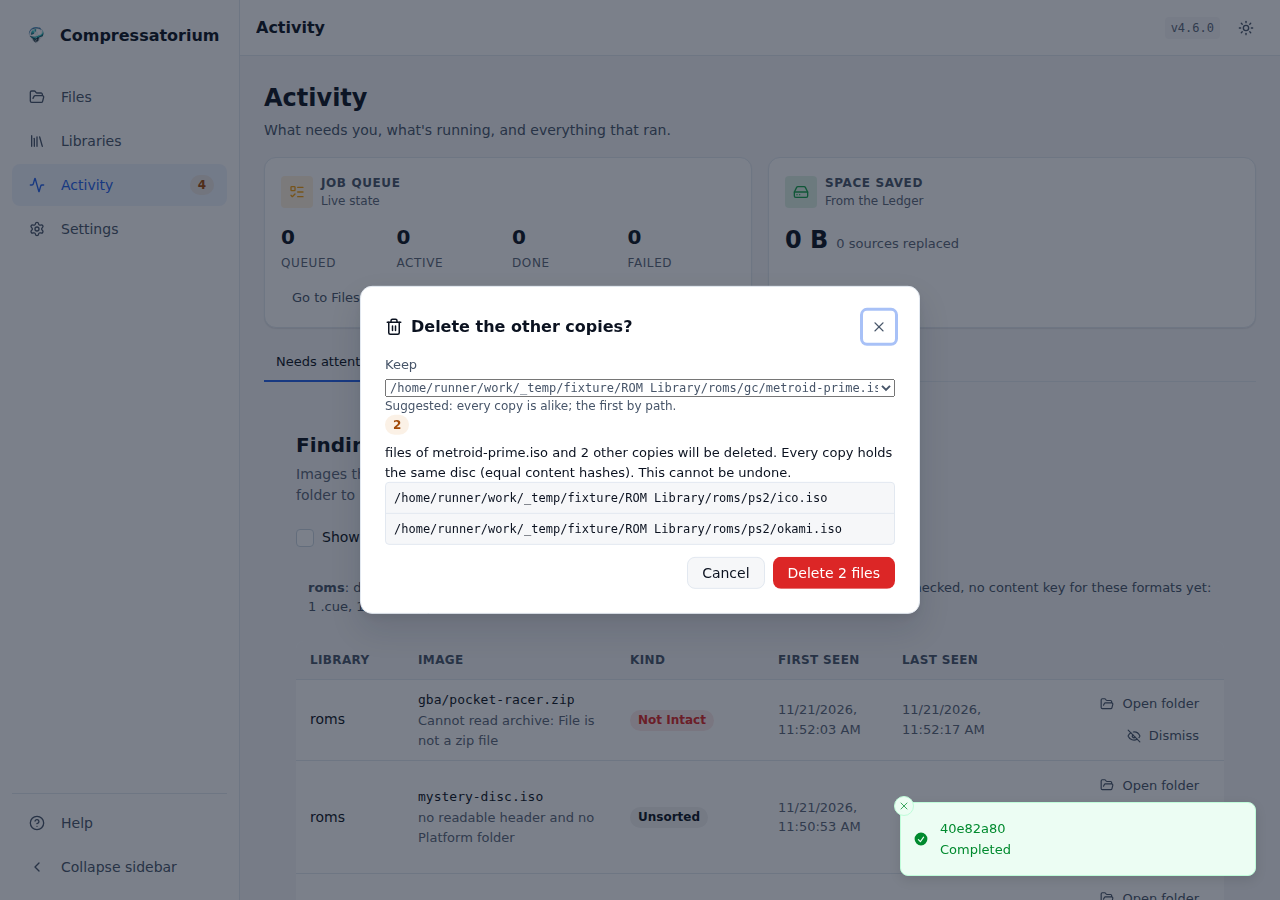 Compressatorium
Files
Libraries
Activity
4
Settings
Help
Collapse sidebar
Activity
v4.6.0
Activity
What needs you, what's running, and everything that ran.
JOB QUEUE
Live state
0
0
0
0
QUEUED
ACTIVE
DONE
FAILED
Go to Files
SPACE SAVED
From the Ledger
0 B
0 sources replaced
Needs attent
Findin
Images th
folder to
Show
roms: d
ecked, no content key for these formats yet:
1 .cue, 1
Delete the other copies?
Keep
/home/runner/work/_temp/fixture/ROM Library/roms/gc/metroid-prime.is
Suggested: every copy is alike; the first by path.
2
files of metroid-prime.iso and 2 other copies will be deleted. Every copy holds
the same disc (equal content hashes). This cannot be undone.
/home/runner/work/_temp/fixture/ROM Library/roms/ps2/ico.iso
/home/runner/work/_temp/fixture/ROM Library/roms/ps2/okami.iso
Cancel
Delete 2 files
LIBRARY
IMAGE
KIND
FIRST SEEN
LAST SEEN
roms
gba/pocket-racer.zip
Cannot read archive: File is
not a zip file
Not Intact
11/21/2026,
11:52:03 AM
11/21/2026,
11:52:17 AM
Open folder
Dismiss
roms
mystery-disc.iso
no readable header and no
Platform folder
Unsorted
11/21/2026,
11:50:53 AM
Open folder
40e82a80
Completed
Open folder